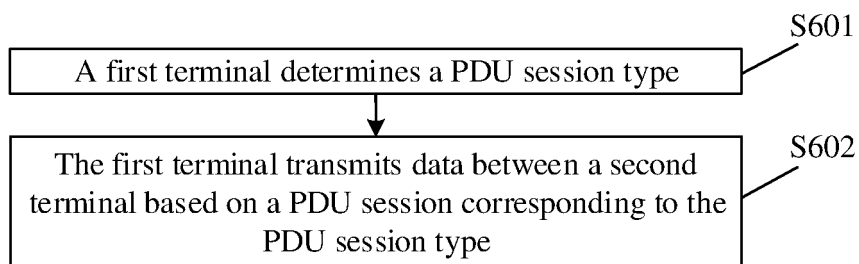 S601
A first terminal determines a PDU session type
S602
The first terminal transmits data between a second
terminal based on a PDU session corresponding to the
PDU session type